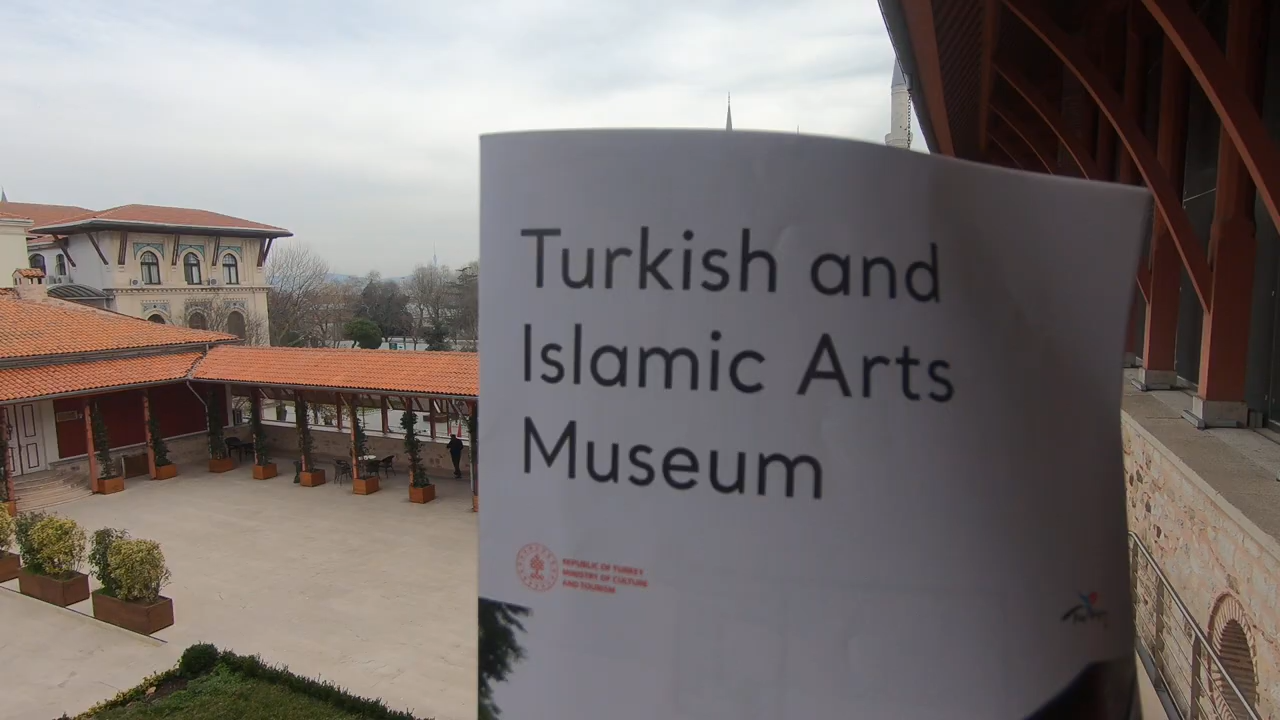 Turkish and
Islamic Arts
Museum
REPUBLIC OF TURKEY
MINISTRY OF CULTURE
AND TOURISM